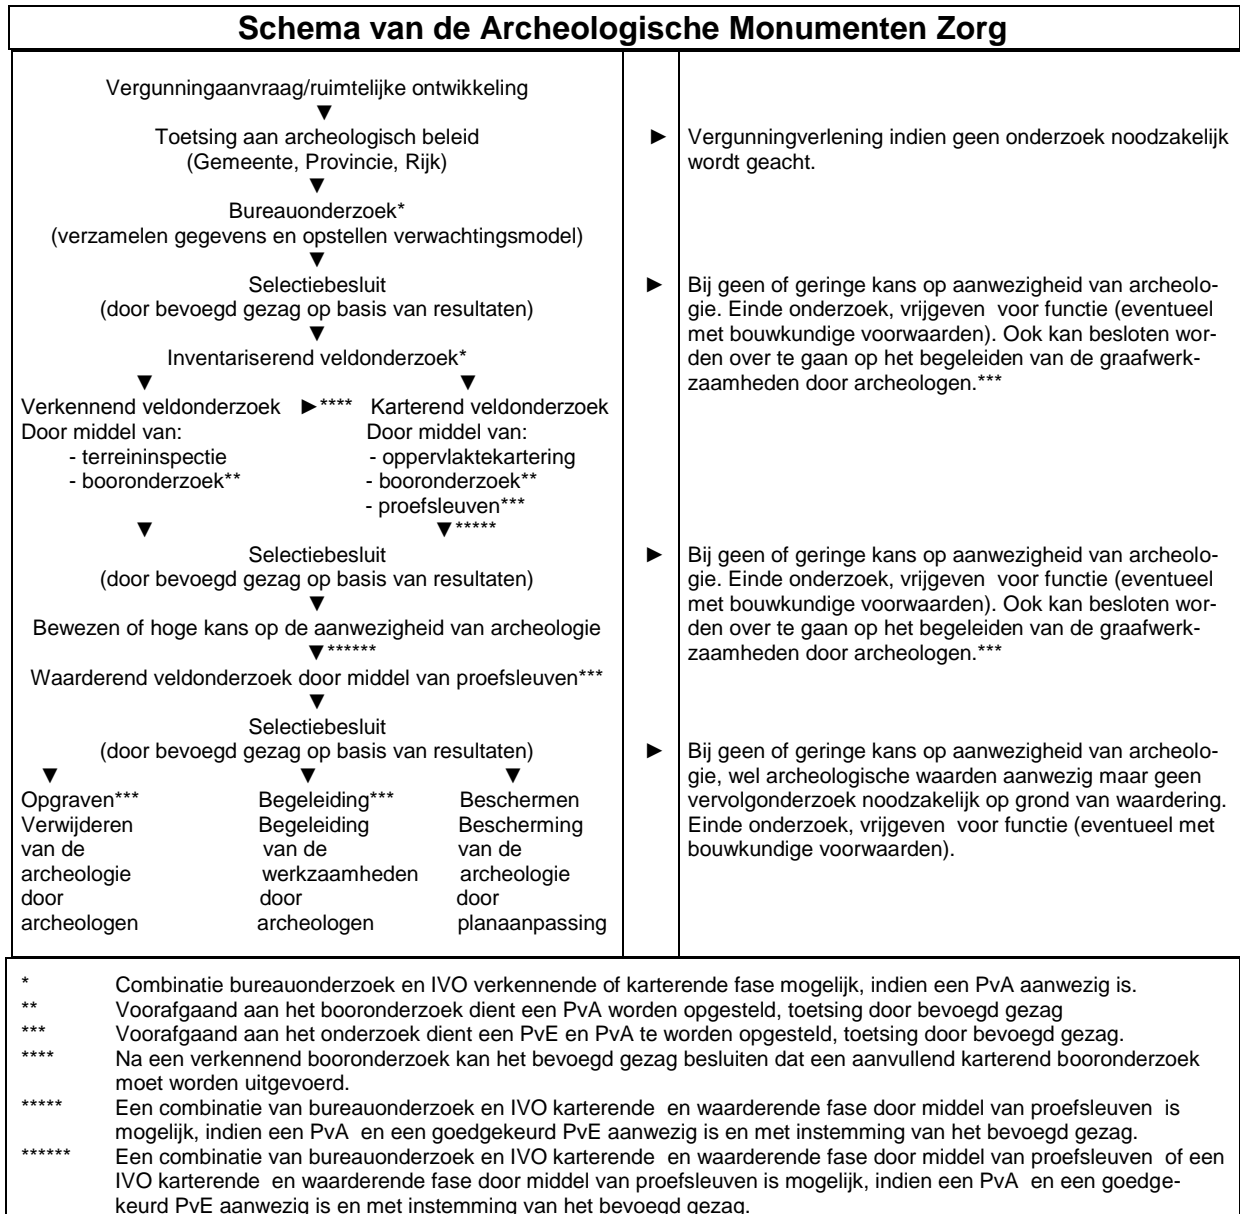 Schema van de Archeologische Monumenten Zorg
Vergunningaanvraag/ruimtelijke ontwikkeling
▼
Toetsing aan archeologisch beleid
(Gemeente, Provincie, Rijk)
► Vergunningverlening indien geen onderzoek noodzakelijk
wordt geacht.
▼
Bureauonderzoek*
(verzamelen gegevens en opstellen verwachtingsmodel)
▼
Selectiebesluit
(door bevoegd gezag op basis van resultaten)
► Bij geen of geringe kans op aanwezigheid van archeolo-
gie. Einde onderzoek, vrijgeven voor functie (eventueel
met bouwkundige voorwaarden). Ook kan besloten wor-
den over te gaan op het begeleiden van de graafwerk-
zaamheden door archeologen.***
▼
Inventariserend veldonderzoek*
▼ ▼
Verkennend veldonderzoek ►**** Karterend veldonderzoek
Door middel van: Door middel van:
- terreininspectie - oppervlaktekartering
- booronderzoek** - booronderzoek**
- proefsleuven***
▼ ▼*****
Selectiebesluit
(door bevoegd gezag op basis van resultaten)
► Bij geen of geringe kans op aanwezigheid van archeolo-
gie. Einde onderzoek, vrijgeven voor functie (eventueel
met bouwkundige voorwaarden). Ook kan besloten wor-
den over te gaan op het begeleiden van de graafwerk-
zaamheden door archeologen.***
▼
Bewezen of hoge kans op de aanwezigheid van archeologie
▼******
Waarderend veldonderzoek door middel van proefsleuven***
▼
Selectiebesluit
(door bevoegd gezag op basis van resultaten)
► Bij geen of geringe kans op aanwezigheid van archeolo-
gie, wel archeologische waarden aanwezig maar geen
vervolgonderzoek noodzakelijk op grond van waardering.
Einde onderzoek, vrijgeven voor functie (eventueel met
bouwkundige voorwaarden).
▼ ▼ ▼
Opgraven*** Begeleiding*** Beschermen
Verwijderen Begeleiding Bescherming
van de van de van de
archeologie werkzaamheden archeologie
door door door
archeologen archeologen planaanpassing
* Combinatie bureauonderzoek en IVO verkennende of karterende fase mogelijk, indien een PvA aanwezig is.
** Voorafgaand aan het booronderzoek dient een PvA worden opgesteld, toetsing door bevoegd gezag
*** Voorafgaand aan het onderzoek dient een PvE en PvA te worden opgesteld, toetsing door bevoegd gezag.
**** Na een verkennend booronderzoek kan het bevoegd gezag besluiten dat een aanvullend karterend booronderzoek
moet worden uitgevoerd.
***** Een combinatie van bureauonderzoek en IVO karterende en waarderende fase door middel van proefsleuven is
mogelijk, indien een PvA en een goedgekeurd PvE aanwezig is en met instemming van het bevoegd gezag.
****** Een combinatie van bureauonderzoek en IVO karterende en waarderende fase door middel van proefsleuven of een
IVO karterende en waarderende fase door middel van proefsleuven is mogelijk, indien een PvA en een goedge-
keurd PvE aanwezig is en met instemming van het bevoegd gezag.